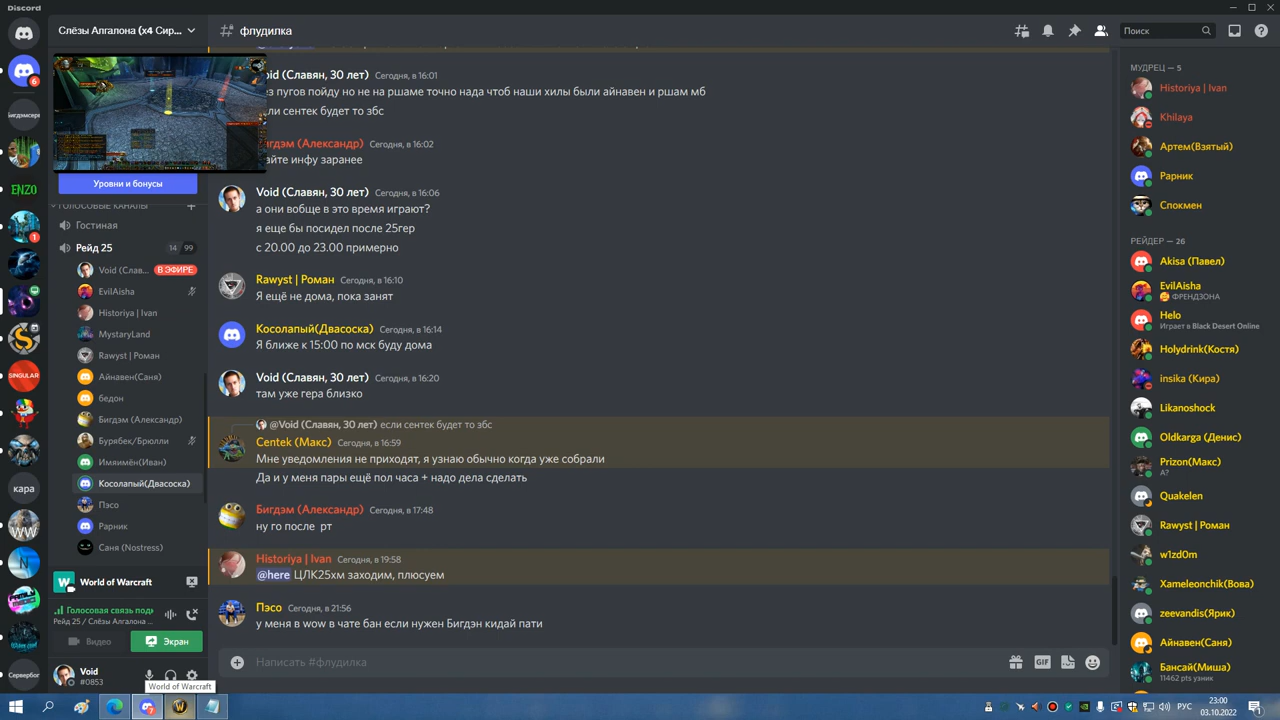 Discord
Слёзы Алгалона (x4 Сир...
флудилка
Поиск
6
Бигдэмсерв
ENZO
1
SINGULAR
кара
WW
Серверbor
Уровни и бонусы
ГОЛОСОВЫЕ КАНАЛЫ
Гостиная
Рейд 25
14 99
Void (Слав... В ЭФИРЕ
EvilAisha
Historiya | Ivan
MystaryLand
Rawyst | Роман
Айнавен(Саня)
бедон
Бигдэм (Александр)
Бурябек/Брюлли
Имяимён(Иван)
Косолапый(Двасоска)
Пэсо
Рарник
Саня (Nostress)
World of Warcraft
Голосовая связь подк
Рейд 25 / Слёзы Алгалона ...
Видео
Экран
Void
#0853
World of Warcraft
Void (Славян, 30 лет) Сегодня, в 16:01
ез пугов пойду но не на ршаме точно надо чтоб наши хилы были айнавен и ршам мб
ли сентек будет то збс
игдэм (Александр) Сегодня, в 16:02
айте инфу заранее
Void (Славян, 30 лет) Сегодня, в 16:06
а они вобще в это время играют?
я еще бы посидел после 25гер
с 20.00 до 23.00 примерно
Rawyst | Роман Сегодня, в 16:10
Я ещё не дома, пока занят
Косолапый(Двасоска) Сегодня, в 16:14
Я ближе к 15:00 по мск буду дома
Void (Славян, 30 лет) Сегодня, в 16:20
там уже гера близко
@Void (Славян, 30 лет) если сентек будет то збс
Centek (Макс) Сегодня, в 16:59
Мне уведомления не приходят, я узнаю обычно когда уже собрали
Да и у меня пары ещё пол часа + надо дела сделать
Бигдэм (Александр) Сегодня, в 17:48
ну го после рт
Historiya | Ivan Сегодня, в 19:58
@here ЦЛК25хм заходим, плюсуем
Пэсо Сегодня, в 21:56
у меня в wow в чате бан если нужен Бигдэн кидай пати
Написать #флудилка
GIF
МУДРЕЦ — 5
Historiya | Ivan
Khilaya
Артем(Взятый)
Рарник
Спокмен
РЕЙДЕР — 26
Akisa (Павел)
EvilAisha
ФРЕНДЗОНА
Helo
Играет в Black Desert Online
Holydrink(Костя)
insika (Кира)
Likanoshock
Oldkarga (Денис)
Prizon(Макс)
А?
Quakelen
Rawyst | Роман
w1zd0m
Xameleonchik(Вова)
zeevandis(Ярик)
Айнавен(Саня)
Бансай(Миша)
11462 pts узник
РУС
23:00
03.10.2022